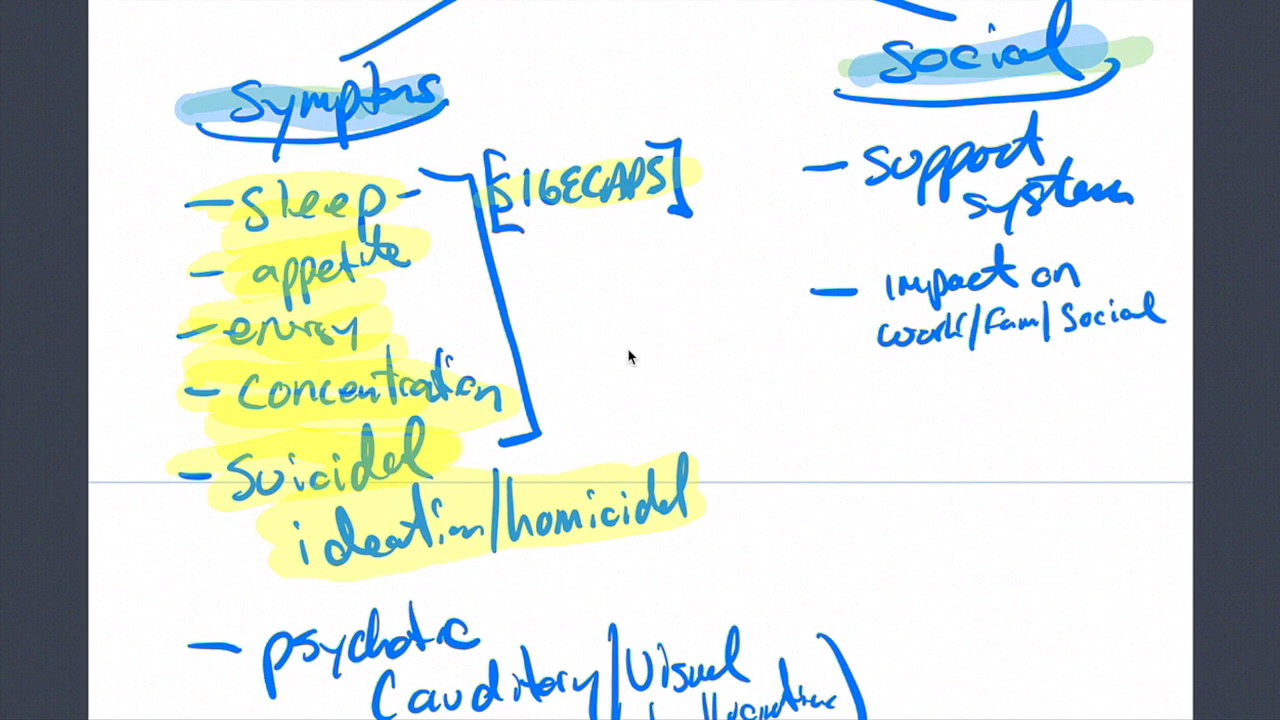 Symptoms
- Sleep - [SIGECAPS]
- appetite
- energy
- concentration
- Suicidal
ideation/homicidal
- psychotic
(auditory/Visual
hallucinations)
Social
- Support
system
- impact on
work/fam/Social